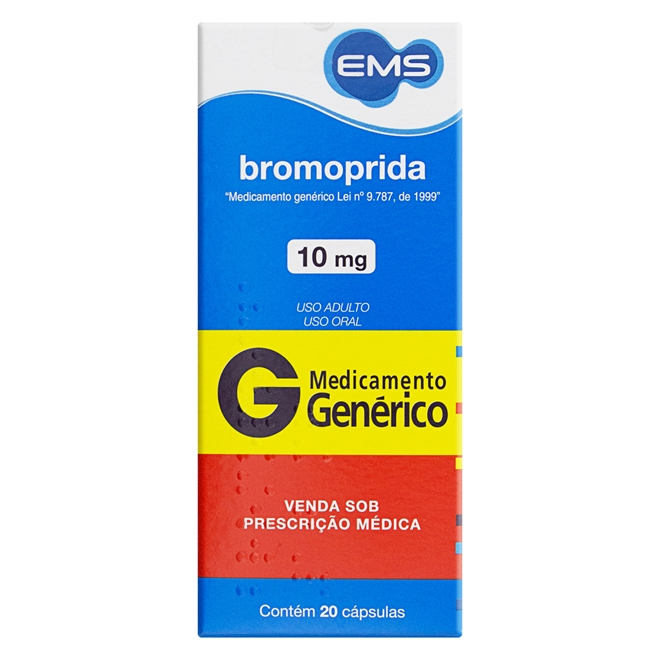 EMS
bromoprida
"Medicamento genérico Lei nº 9.787, de 1999"
10 mg
USO ADULTO
USO ORAL
G Medicamento
Genérico
VENDA SOB
PRESCRIÇÃO MÉDICA
Contém 20 cápsulas